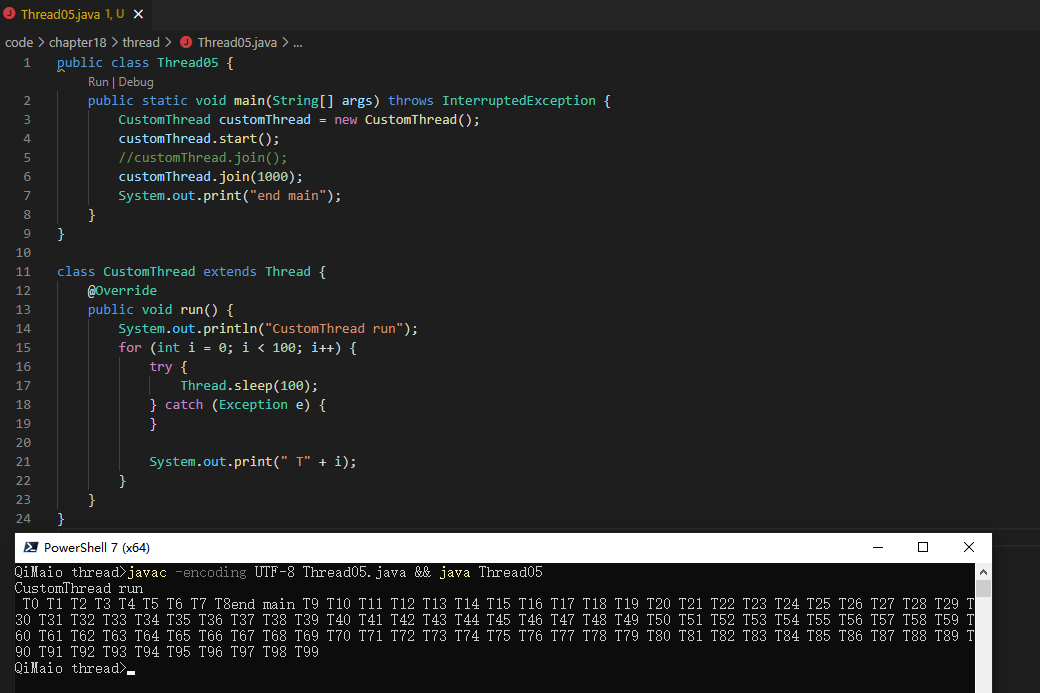 Thread05.java 1, U
code > chapter18 > thread > Thread05.java > ...
1 public class Thread05 {
Run | Debug
2 public static void main(String[] args) throws InterruptedException {
3 CustomThread customThread = new CustomThread();
4 customThread.start();
5 //customThread.join();
6 customThread.join(1000);
7 System.out.print("end main");
8 }
9 }
10
11 class CustomThread extends Thread {
12 @Override
13 public void run() {
14 System.out.println("CustomThread run");
15 for (int i = 0; i < 100; i++) {
16 try {
17 Thread.sleep(100);
18 } catch (Exception e) {
19 }
20
21 System.out.print(" T" + i);
22 }
23 }
24 }
PowerShell 7 (x64)
QiMaio thread>javac -encoding UTF-8 Thread05.java && java Thread05
CustomThread run
T0 T1 T2 T3 T4 T5 T6 T7 T8end main T9 T10 T11 T12 T13 T14 T15 T16 T17 T18 T19 T20 T21 T22 T23 T24 T25 T26 T27 T28 T29 T
30 T31 T32 T33 T34 T35 T36 T37 T38 T39 T40 T41 T42 T43 T44 T45 T46 T47 T48 T49 T50 T51 T52 T53 T54 T55 T56 T57 T58 T59 T
60 T61 T62 T63 T64 T65 T66 T67 T68 T69 T70 T71 T72 T73 T74 T75 T76 T77 T78 T79 T80 T81 T82 T83 T84 T85 T86 T87 T88 T89 T
90 T91 T92 T93 T94 T95 T96 T97 T98 T99
QiMaio thread>